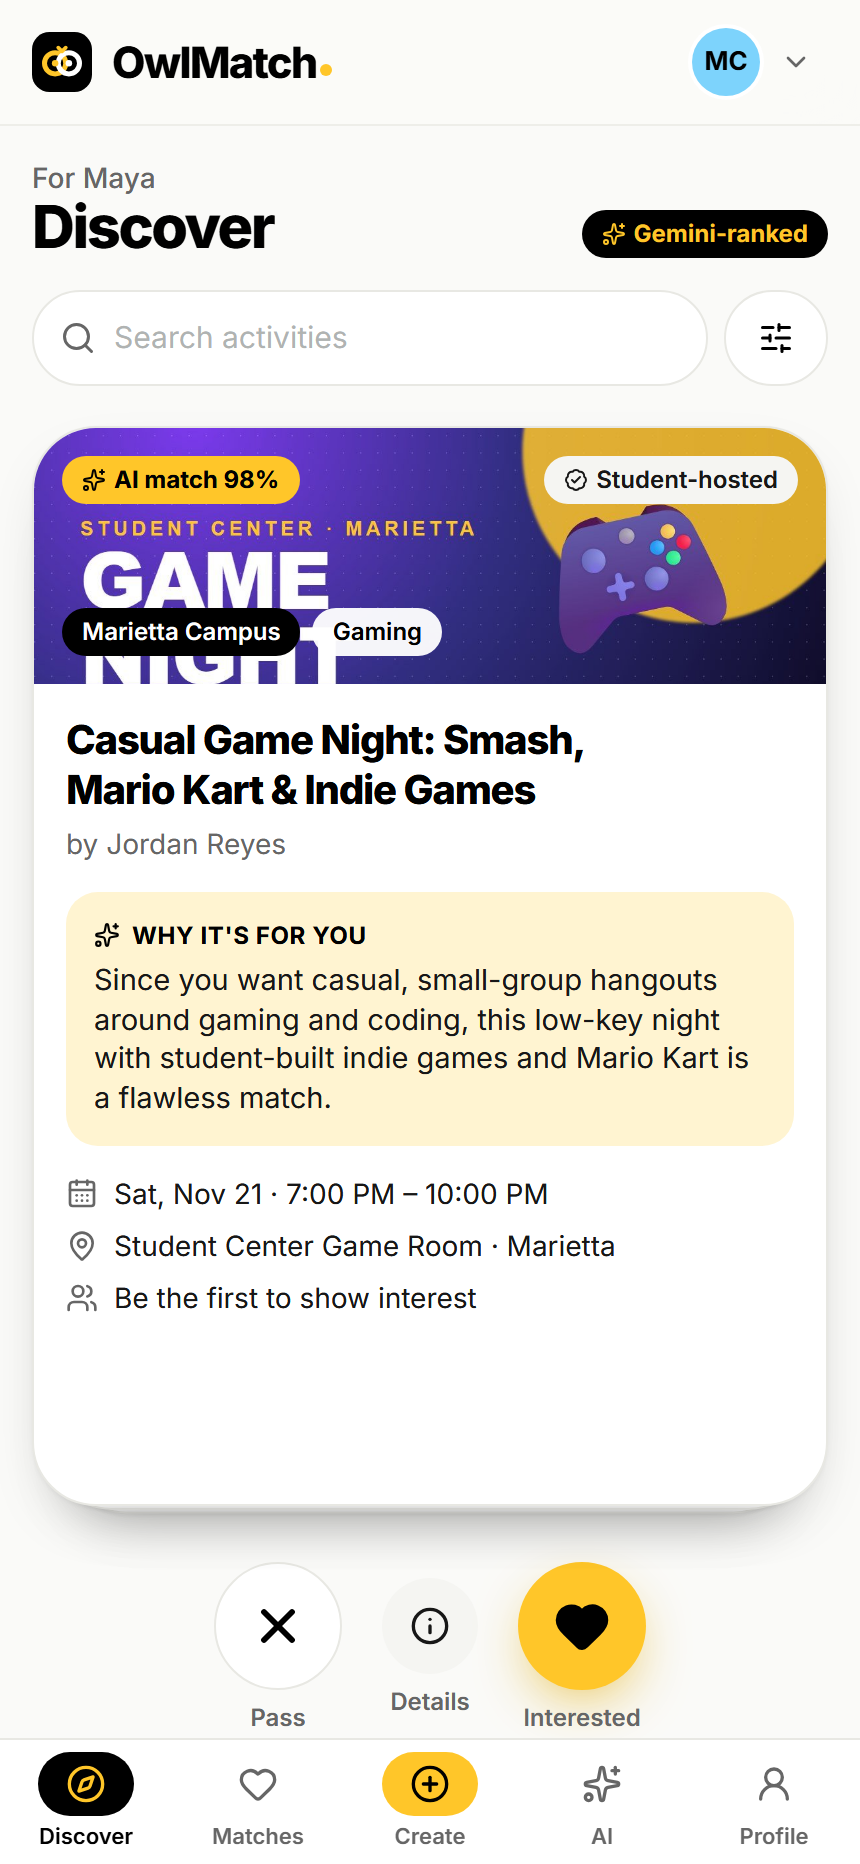 OwlMatch.
MC
For Maya
Discover
Gemini-ranked
Search activities
AI match 98%
Student-hosted
STUDENT CENTER · MARIETTA
GAME
NIGHT
Marietta Campus
Gaming
Casual Game Night: Smash,
Mario Kart & Indie Games
by Jordan Reyes
WHY IT'S FOR YOU
Since you want casual, small-group hangouts
around gaming and coding, this low-key night
with student-built indie games and Mario Kart is
a flawless match.
Sat, Nov 21 · 7:00 PM – 10:00 PM
Student Center Game Room · Marietta
Be the first to show interest
Pass
Details
Interested
Discover
Matches
Create
AI
Profile